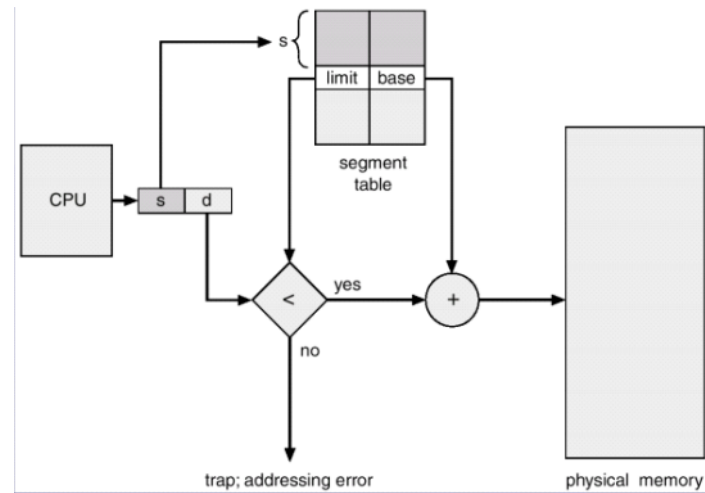 s
limit base
segment
table
CPU
s d
<
yes
+
no
trap; addressing error
physical memory